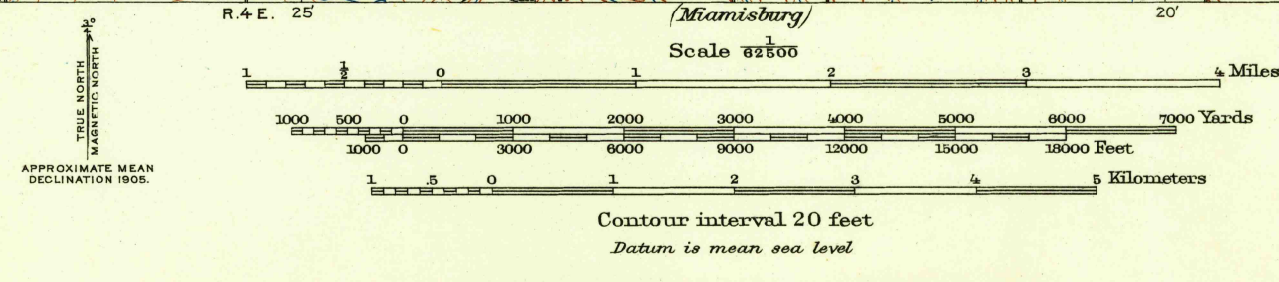 R.4 E. 25' (Miamisburg) 20'
Scale 1/62500
1 1/2 0 1 2 3 4 Miles
1000 500 0 1000 2000 3000 4000 5000 6000 7000 Yards
1000 0 3000 6000 9000 12000 15000 18000 Feet
1 .5 0 1 2 3 4 5 Kilometers
Contour interval 20 feet
Datum is mean sea level
TRUE NORTH
MAGNETIC NORTH
APPROXIMATE MEAN
DECLINATION 1905.